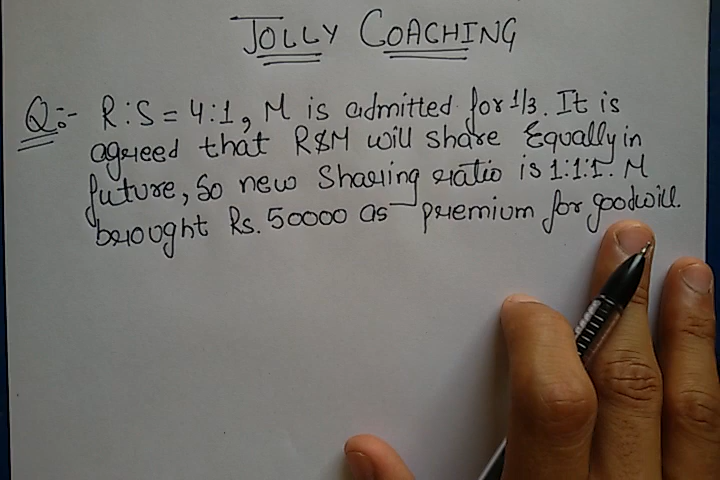 JOLLY COACHING
Q:- R:S = 4:1, M is admitted for 1/3. It is
agreed that R&M will share Equally in
future, So new Sharing ratio is 1:1:1. M
brought Rs. 50000 as premium for goodwill.